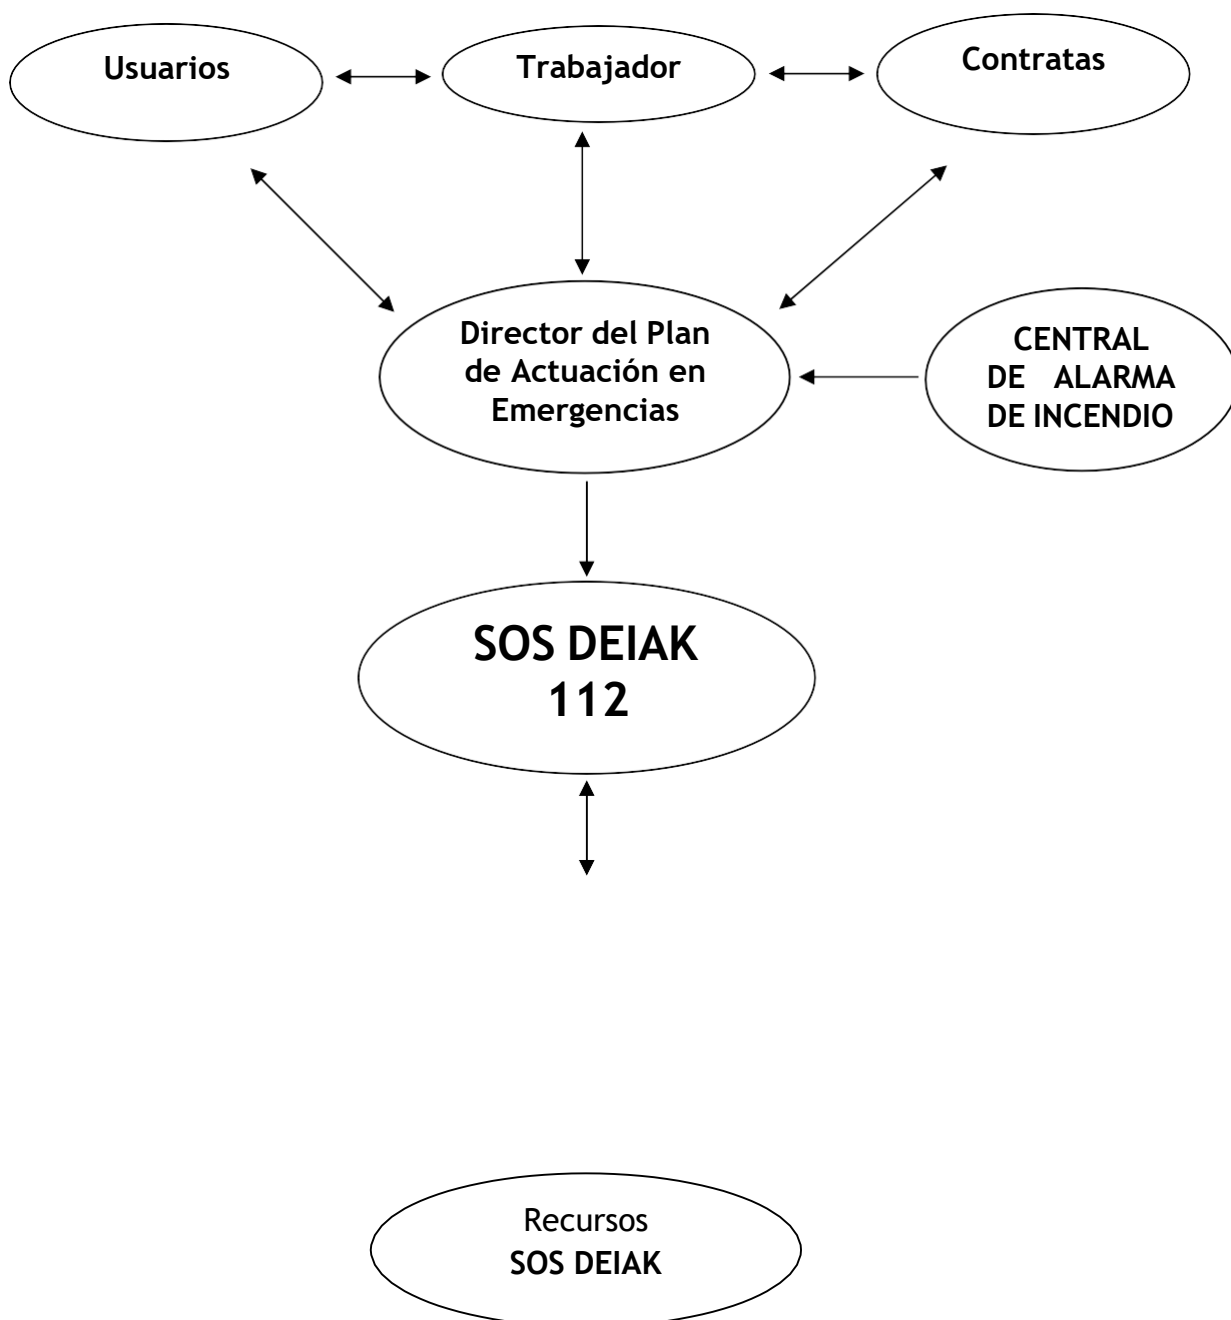 Usuarios
Trabajador
Contratas
Director del Plan
de Actuación en
Emergencias
CENTRAL
DE ALARMA
DE INCENDIO
SOS DEIAK
112
Recursos
SOS DEIAK